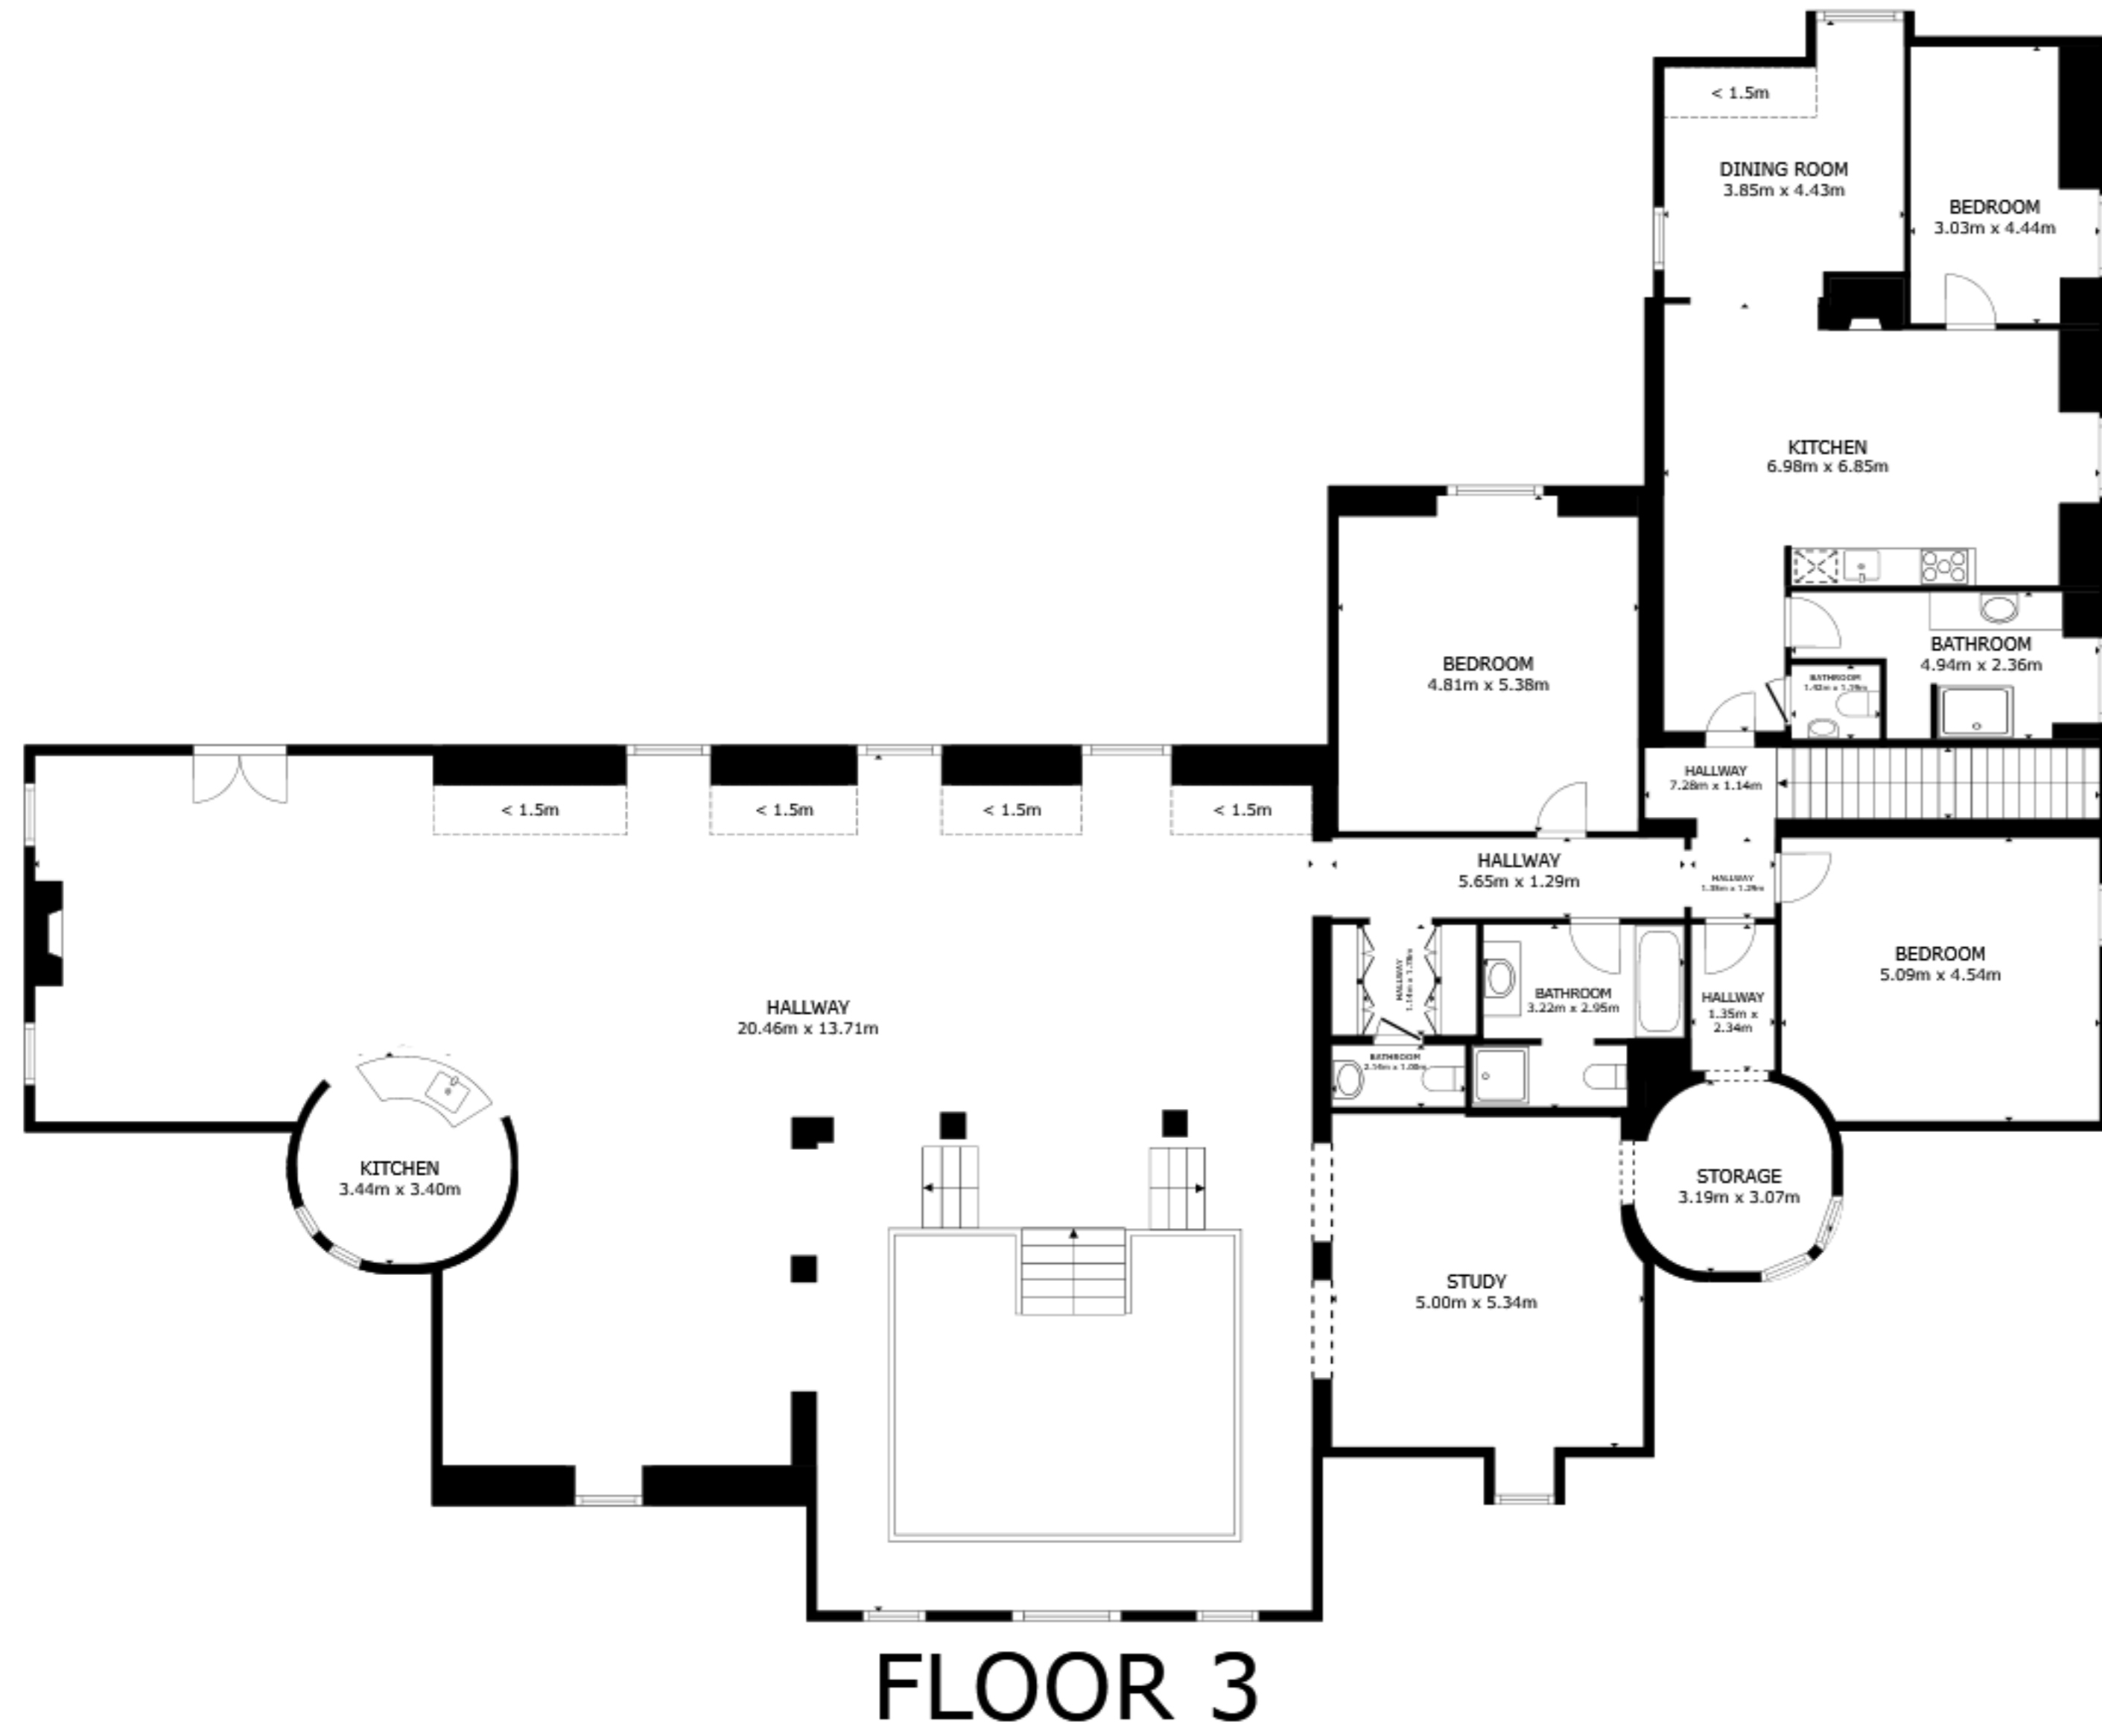 < 1.5m
DINING ROOM
3.85m x 4.43m
BEDROOM
3.03m x 4.44m
KITCHEN
6.98m x 6.85m
BEDROOM
4.81m x 5.38m
BATHROOM
4.94m x 2.36m
BATHROOM
HALLWAY
7.28m x 1.14m
< 1.5m
< 1.5m
< 1.5m
< 1.5m
HALLWAY
5.65m x 1.29m
HALLWAY
BEDROOM
5.09m x 4.54m
HALLWAY
BATHROOM
3.22m x 2.95m
HALLWAY
1.35m x
2.34m
HALLWAY
20.46m x 13.71m
BATHROOM
KITCHEN
3.44m x 3.40m
STORAGE
3.19m x 3.07m
STUDY
5.00m x 5.34m
FLOOR 3